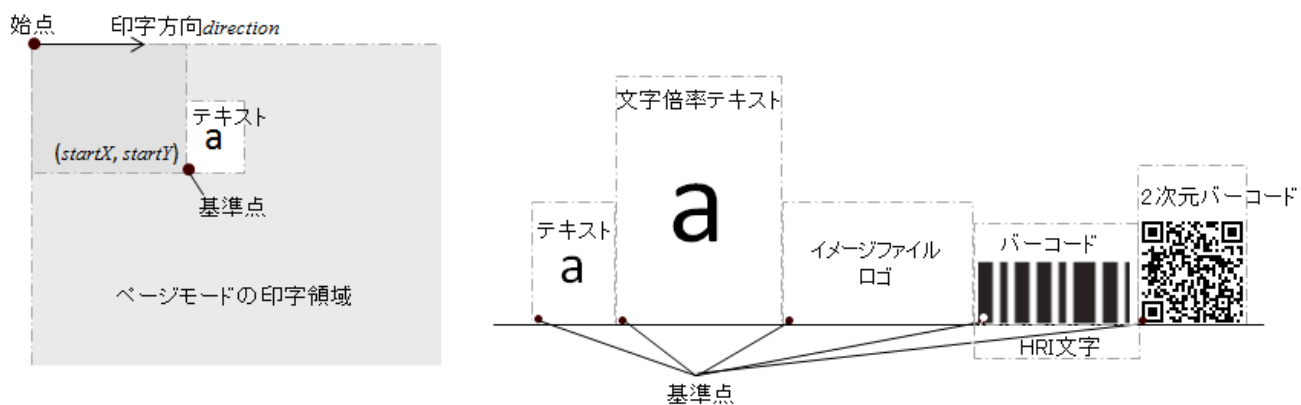 始点
印字方向direction
テキスト
a
(startX, startY)
基準点
ページモードの印字領域
文字倍率テキスト
a
テキスト
a
イメージファイル
ロゴ
バーコード
2次元バーコード
HRI文字
基準点